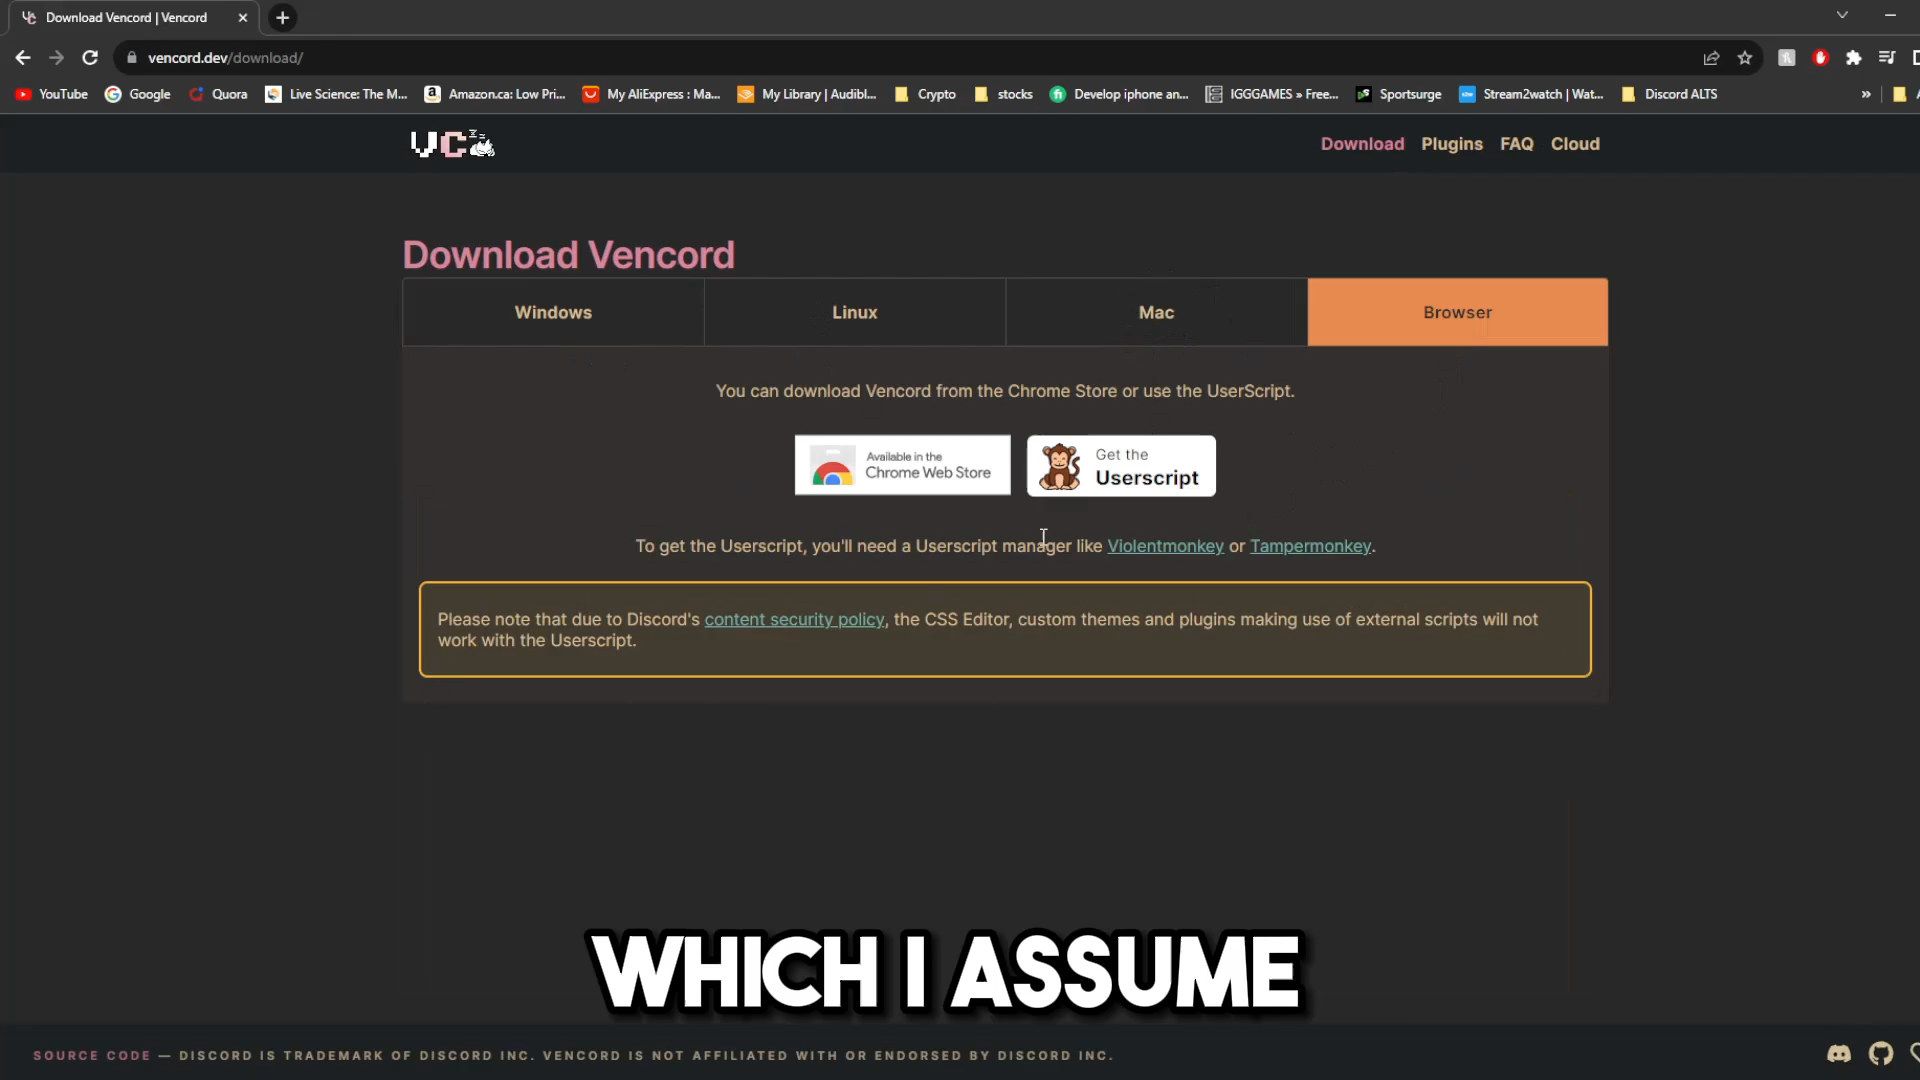 Download Vencord | Vencord
vencord.dev/download/
YouTube Google Quora Live Science: The M... Amazon.ca: Low Pri... My AliExpress : Ma... My Library | Audibl... Crypto stocks Develop iphone an... IGGGAMES » Free... Sportsurge Stream2watch | Wat... Discord ALTS »
VC
Download Plugins FAQ Cloud
Download Vencord
Windows Linux Mac Browser
You can download Vencord from the Chrome Store or use the UserScript.
Available in the
Chrome Web Store
Get the
Userscript
To get the Userscript, you'll need a Userscript manager like Violentmonkey or Tampermonkey.
Please note that due to Discord's content security policy, the CSS Editor, custom themes and plugins making use of external scripts will not
work with the Userscript.
WHICH I ASSUME
SOURCE CODE — DISCORD IS TRADEMARK OF DISCORD INC. VENCORD IS NOT AFFILIATED WITH OR ENDORSED BY DISCORD INC.